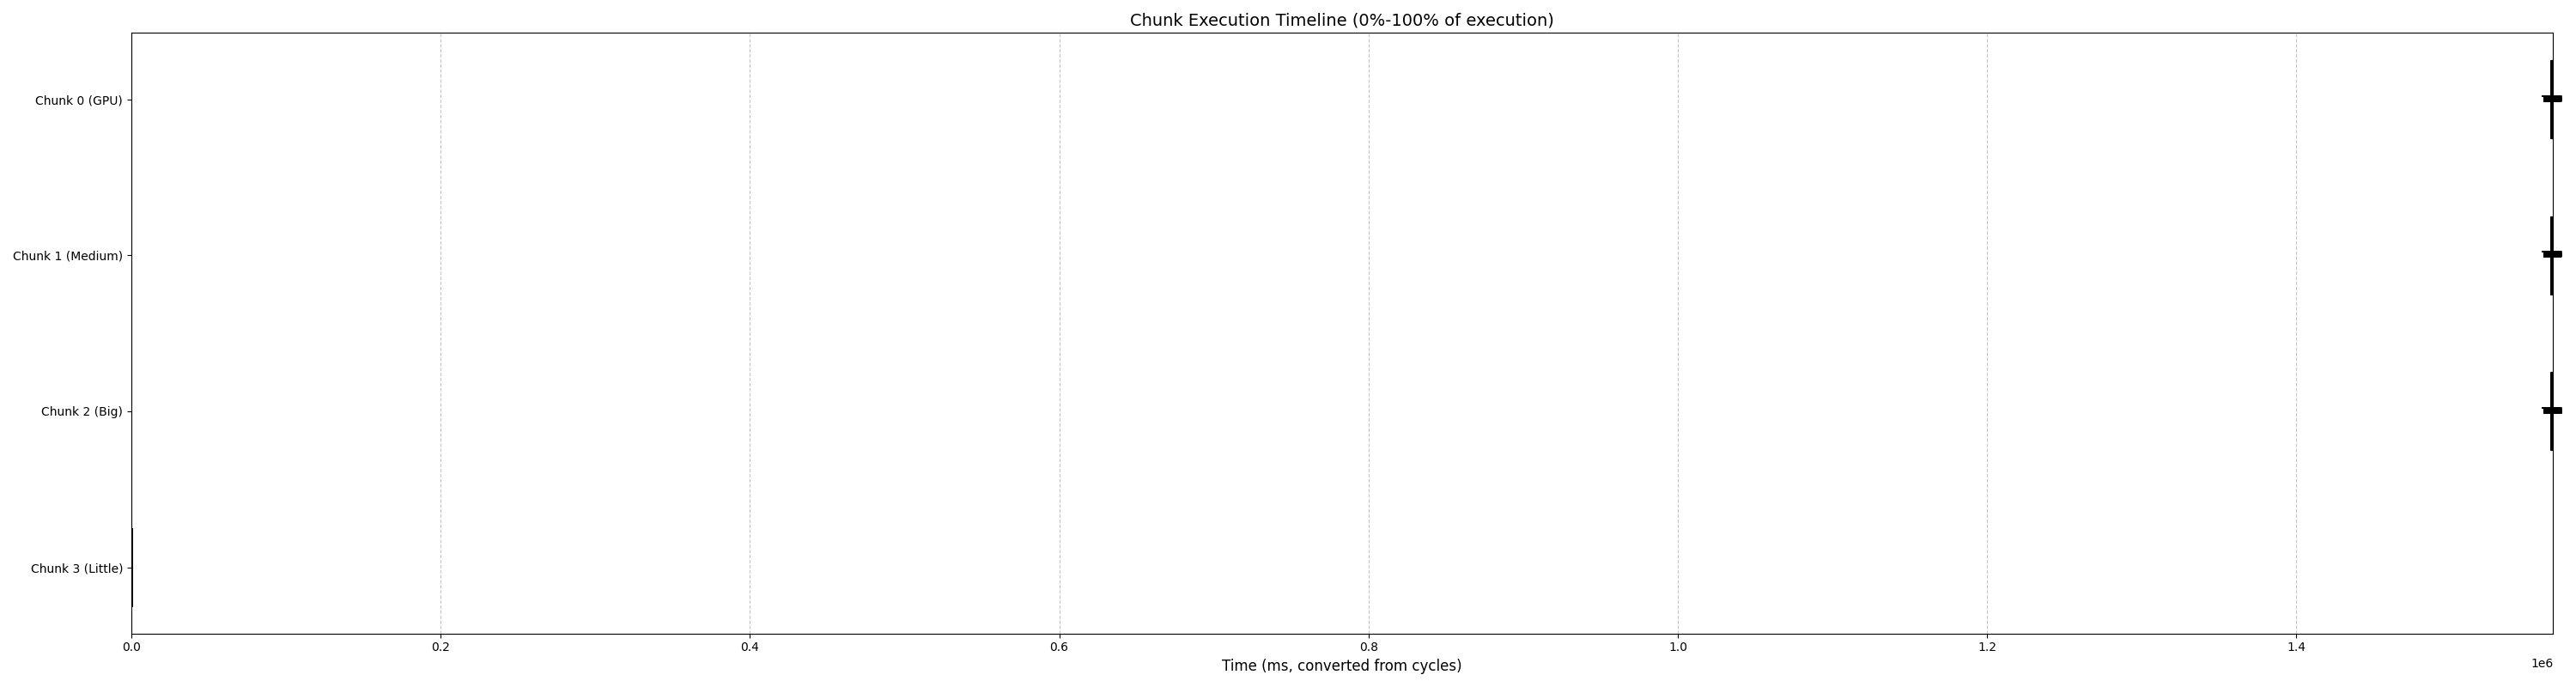 Chunk Execution Timeline (0%-100% of execution)
Chunk 0 (GPU)
Chunk 1 (Medium)
Chunk 2 (Big)
Chunk 3 (Little)
0.0 0.2 0.4 0.6 0.8 1.0 1.2 1.4
1e6
Time (ms, converted from cycles)